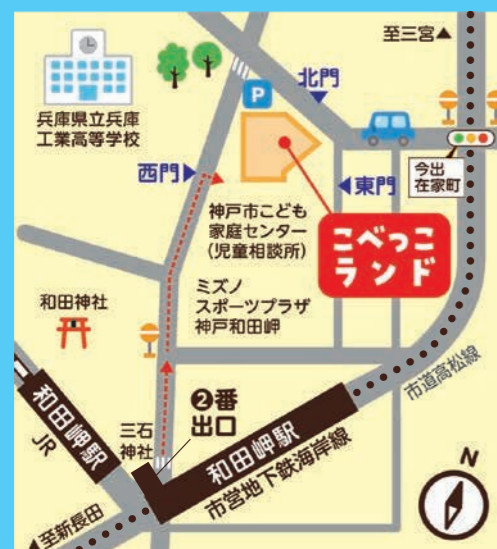 至三宮▲
北門
P
兵庫県立兵庫
工業高等学校
西門
東門
今出
在家町
神戸市こども
家庭センター
(児童相談所)
こべっこ
ランド
ミズノ
スポーツプラザ
神戸和田岬
和田神社
市道高松線
❷番
出口
三石
神社
和田岬駅
JR
和田岬駅
市営地下鉄海岸線
N
▲至新長田